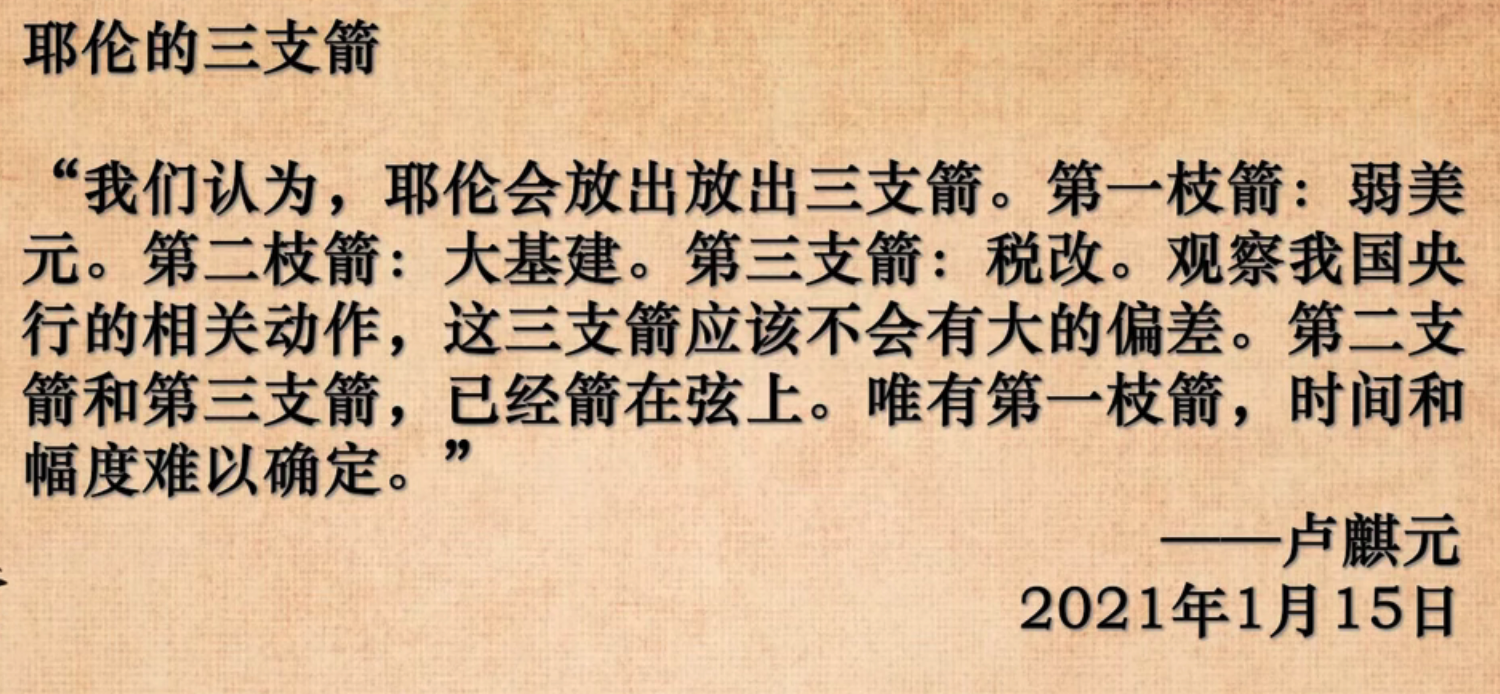 耶伦的三支箭
“我们认为，耶伦会放出放出三支箭。第一枝箭：弱美
元。第二枝箭：大基建。第三支箭：税改。观察我国央
行的相关动作，这三支箭应该不会有大的偏差。第二支
箭和第三支箭，已经箭在弦上。唯有第一枝箭，时间和
幅度难以确定。”
——卢麒元
2021年1月15日